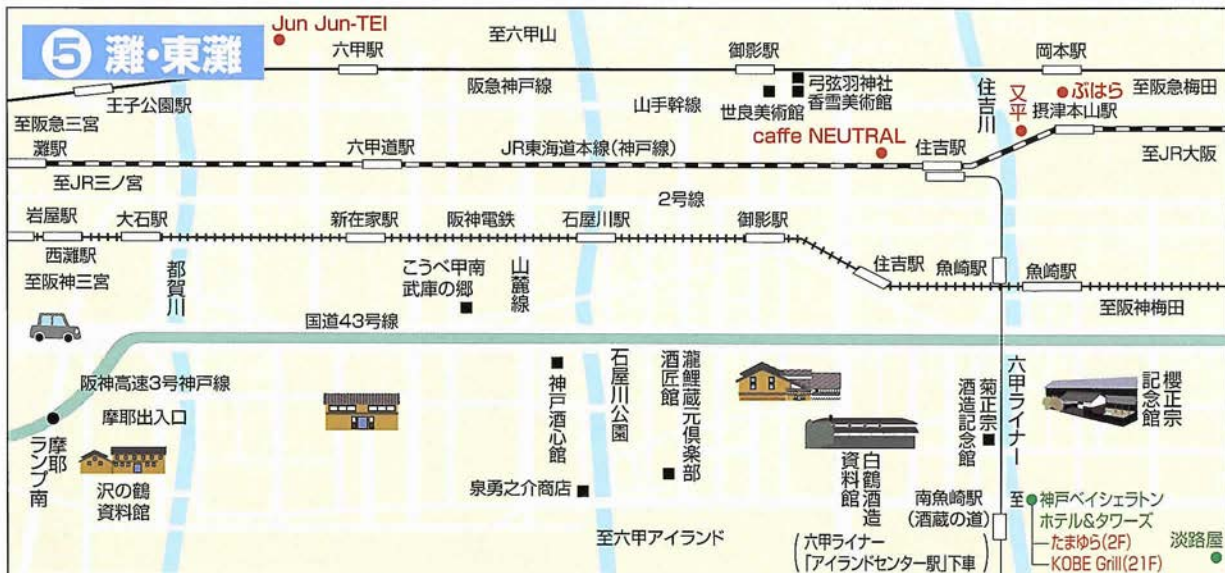 ⑤ 灘・東灘
Jun Jun-TEI
六甲駅
至六甲山
御影駅
岡本駅
王子公園駅
阪急神戸線
山手幹線
弓弦羽神社
香雪美術館
世良美術館
住吉川
又平
ぶはら
至阪急梅田
摂津本山駅
至阪急三宮
灘駅
六甲道駅
JR東海道本線(神戸線)
caffe NEUTRAL
住吉駅
至JR大阪
至JR三ノ宮
2号線
岩屋駅
大石駅
新在家駅
阪神電鉄
石屋川駅
御影駅
西灘駅
至阪神三宮
都賀川
こうべ甲南
武庫の郷
山麓線
住吉駅
魚崎駅
魚崎駅
至阪神梅田
国道43号線
阪神高速3号神戸線
摩耶出入口
摩耶
ランプ南
沢の鶴
資料館
神戸酒心館
石屋川公園
瀧鯉蔵元倶楽部
酒匠館
泉勇之介商店
至六甲アイランド
白鶴酒造
資料館
菊正宗
酒造記念館
六甲ライナー
櫻正宗
記念館
南魚崎駅
(酒蔵の道)
六甲ライナー
「アイランドセンター駅」下車
至
神戸ベイシェラトン
ホテル&タワーズ
たまゆら(2F)
KOBE Grill(21F)
淡路屋